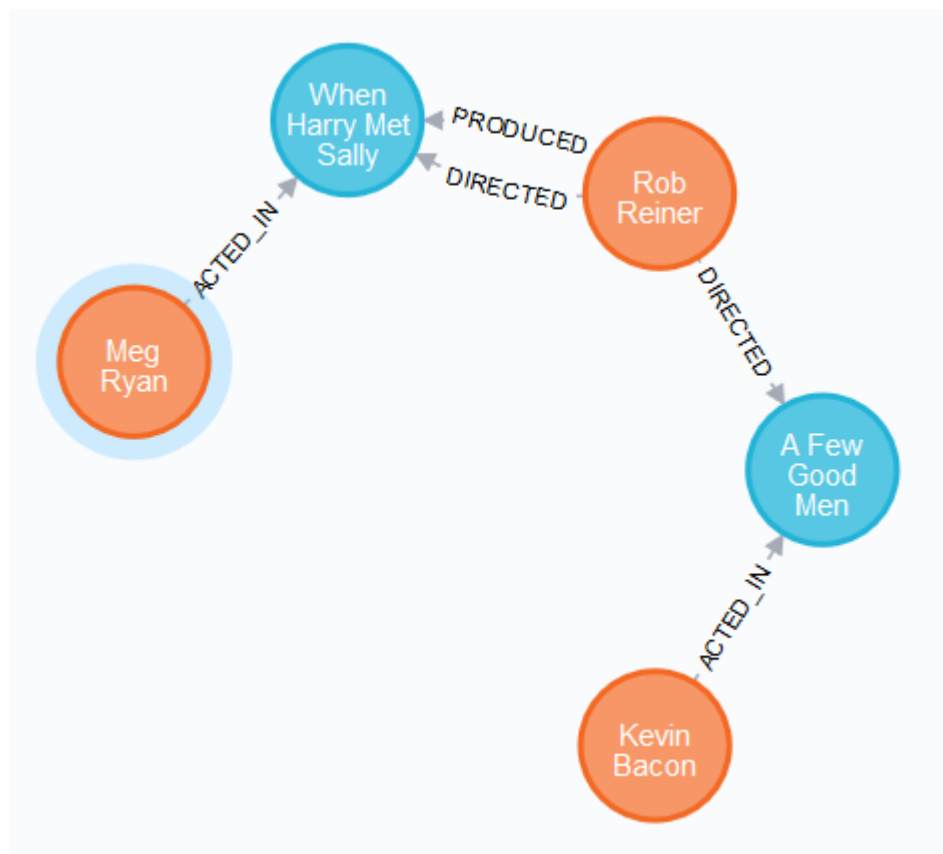 When
Harry Met
Sally
PRODUCED
DIRECTED
Rob
Reiner
ACTED_IN
DIRECTED
Meg
Ryan
A Few
Good
Men
ACTED_IN
Kevin
Bacon